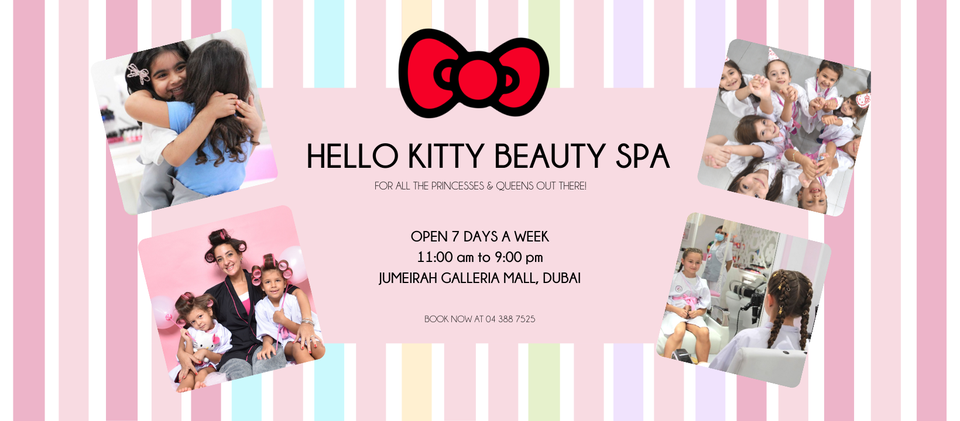 HELLO KITTY BEAUTY SPA
FOR ALL THE PRINCESSES & QUEENS OUT THERE!
OPEN 7 DAYS A WEEK
11:00 am to 9:00 pm
JUMEIRAH GALLERIA MALL, DUBAI
BOOK NOW AT 04 388 7525